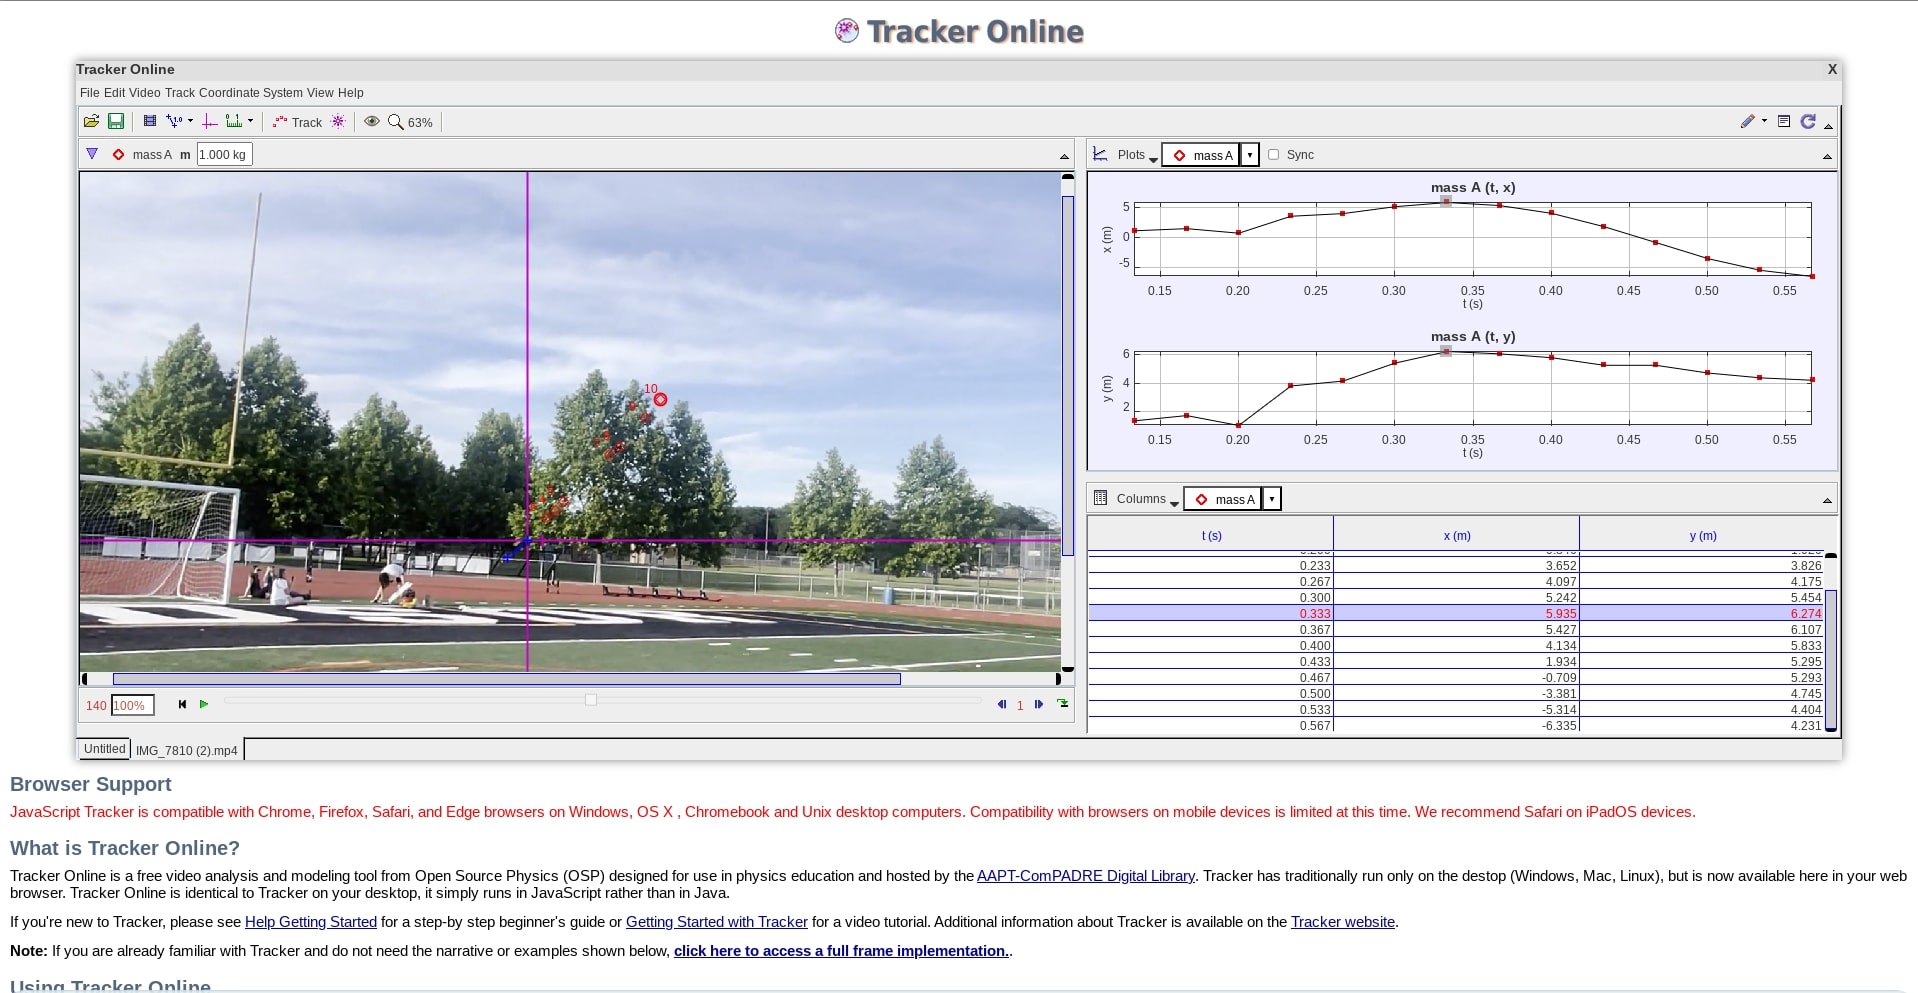 Tracker Online
Tracker Online X
File Edit Video Track Coordinate System View Help
Track 63%
mass A m 1.000 kg
Plots mass A Sync
10
mass A (t, x)
5
0
-5
x (m)
0.15 0.20 0.25 0.30 0.35 0.40 0.45 0.50 0.55
t (s)
mass A (t, y)
6
4
2
y (m)
0.15 0.20 0.25 0.30 0.35 0.40 0.45 0.50 0.55
t (s)
Columns mass A
t (s) x (m) y (m)
0.233 3.652 3.826
0.267 4.097 4.175
0.300 5.242 5.454
0.333 5.935 6.274
0.367 5.427 6.107
0.400 4.134 5.833
0.433 1.934 5.295
0.467 -0.709 5.293
0.500 -3.381 4.745
0.533 -5.314 4.404
0.567 -6.335 4.231
140 100% 1
Untitled IMG_7810 (2).mp4
Browser Support
JavaScript Tracker is compatible with Chrome, Firefox, Safari, and Edge browsers on Windows, OS X , Chromebook and Unix desktop computers. Compatibility with browsers on mobile devices is limited at this time. We recommend Safari on iPadOS devices.
What is Tracker Online?
Tracker Online is a free video analysis and modeling tool from Open Source Physics (OSP) designed for use in physics education and hosted by the AAPT-ComPADRE Digital Library. Tracker has traditionally run only on the destop (Windows, Mac, Linux), but is now available here in your web
browser. Tracker Online is identical to Tracker on your desktop, it simply runs in JavaScript rather than in Java.
If you're new to Tracker, please see Help Getting Started for a step-by step beginner's guide or Getting Started with Tracker for a video tutorial. Additional information about Tracker is available on the Tracker website.
Note: If you are already familiar with Tracker and do not need the narrative or examples shown below, click here to access a full frame implementation..
Using Tracker Online